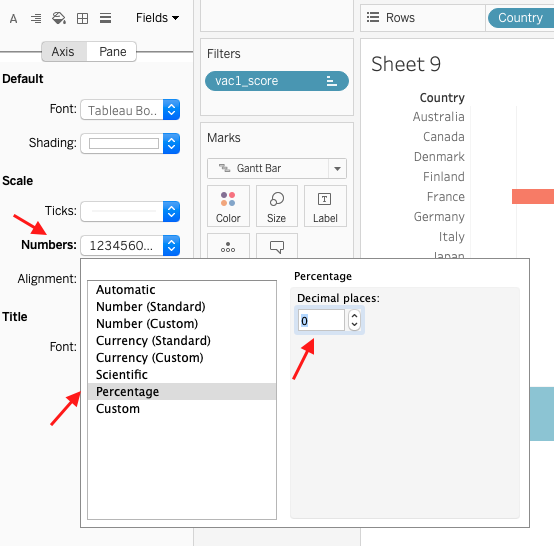 A
Fields
Rows
Country
Axis
Pane
Default
Font:
Tableau Bo..
Shading:
Scale
Ticks:
Numbers:
1234560...
Alignment:
Title
Font:
Filters
vac1_score
Marks
Gantt Bar
Color
Size
T
Label
Sheet 9
Country
Australia
Canada
Denmark
Finland
France
Germany
Italy
Japan
Automatic
Number (Standard)
Number (Custom)
Currency (Standard)
Currency (Custom)
Scientific
Percentage
Custom
Percentage
Decimal places:
0